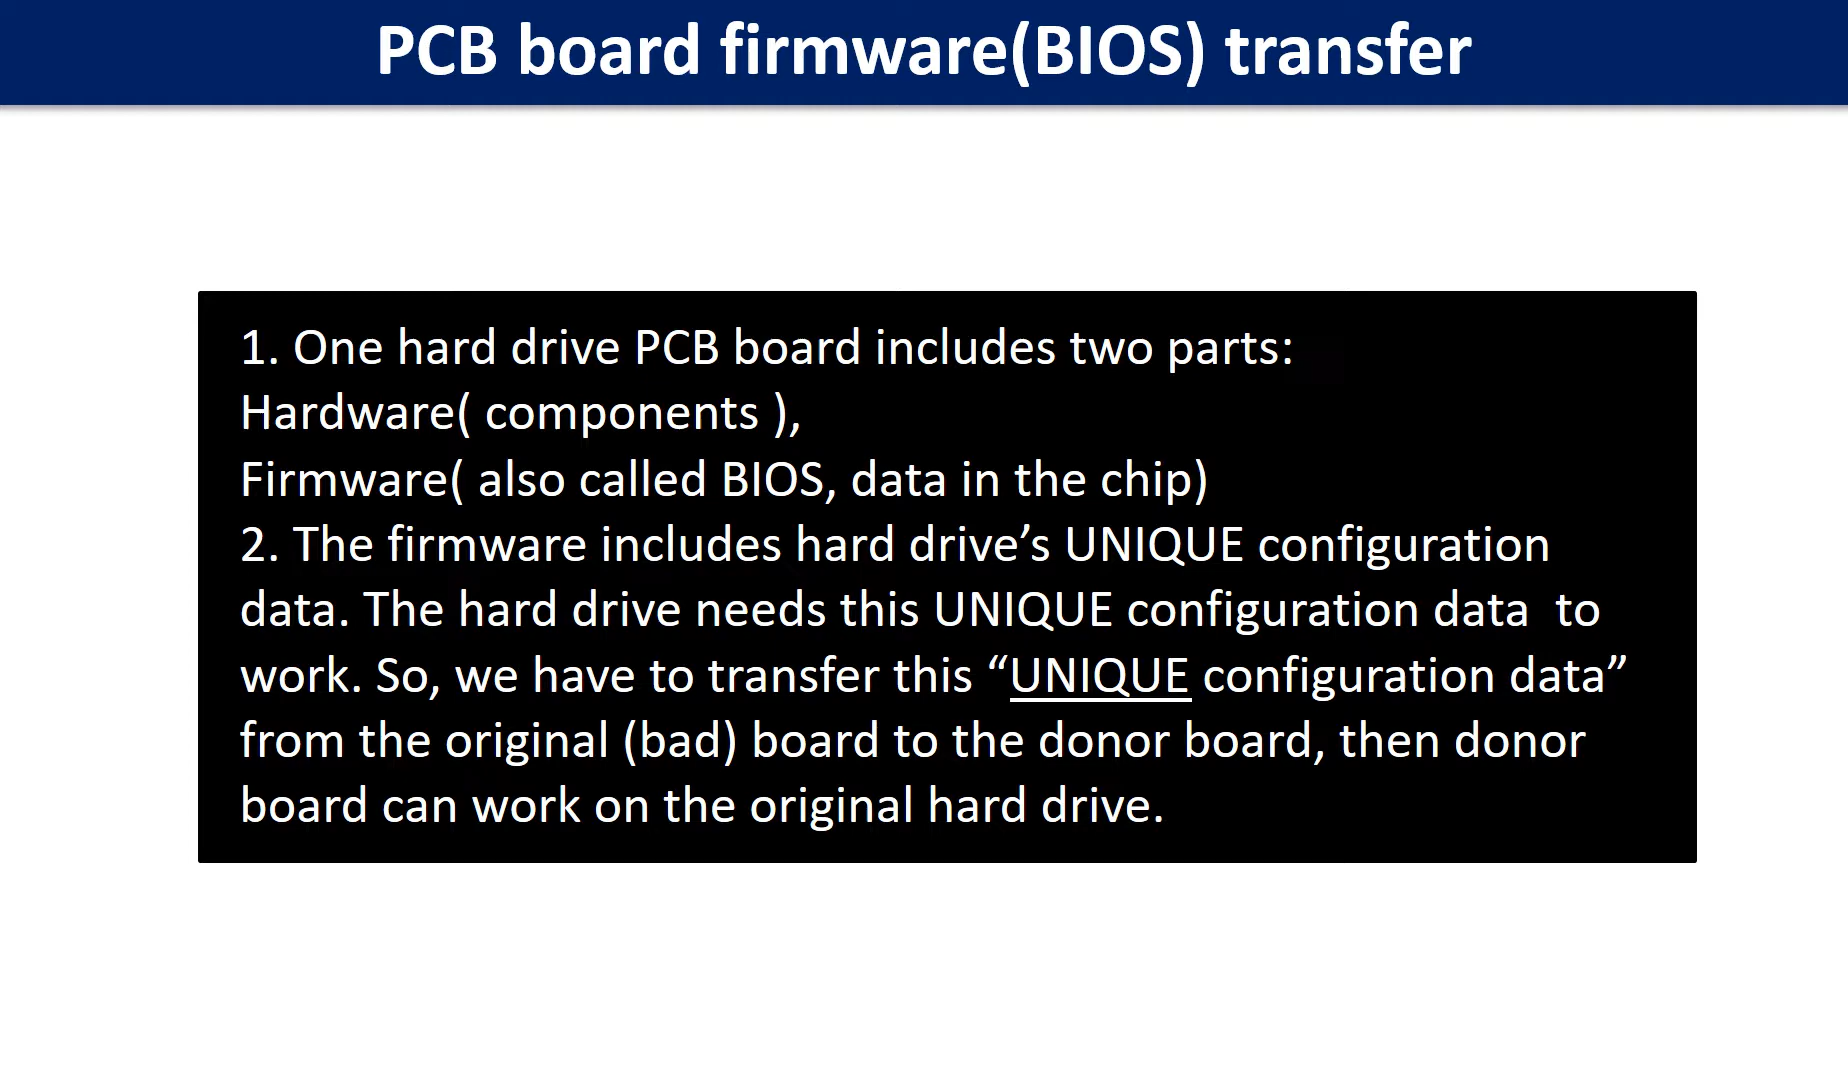 PCB board firmware(BIOS) transfer
1. One hard drive PCB board includes two parts:
Hardware( components ),
Firmware( also called BIOS, data in the chip)
2. The firmware includes hard drive’s UNIQUE configuration
data. The hard drive needs this UNIQUE configuration data  to
work. So, we have to transfer this “UNIQUE configuration data”
from the original (bad) board to the donor board, then donor
board can work on the original hard drive.